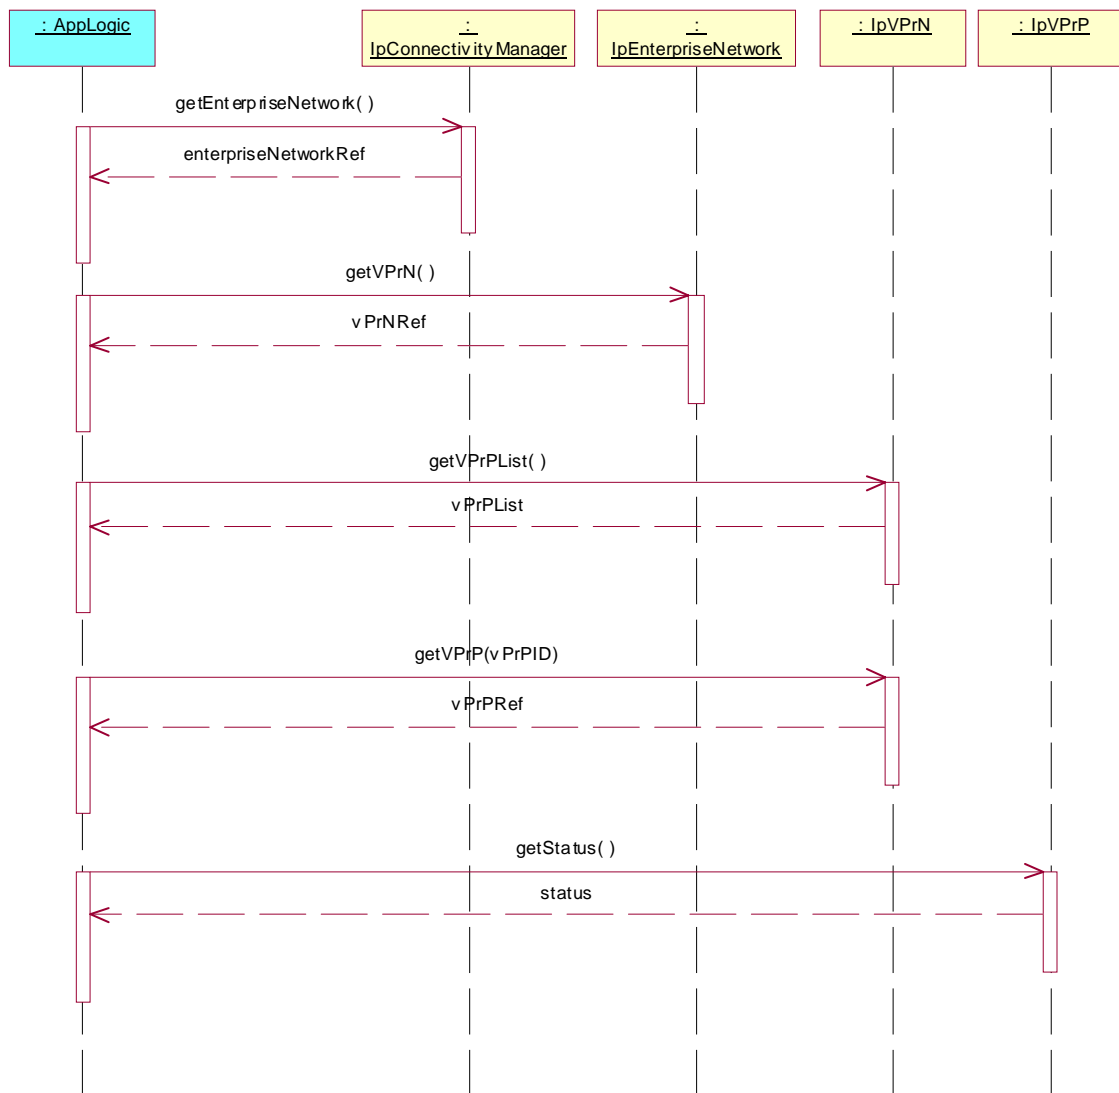 : AppLogic
:
IpConnectivityManager
:
IpEnterpriseNetwork
: IpVPrN
: IpVPrP
getEnterpriseNetwork( )
enterpriseNetworkRef
getVPrN( )
vPrNRef
getVPrPList( )
vPrPList
getVPrP(vPrPID)
vPrPRef
getStatus( )
status